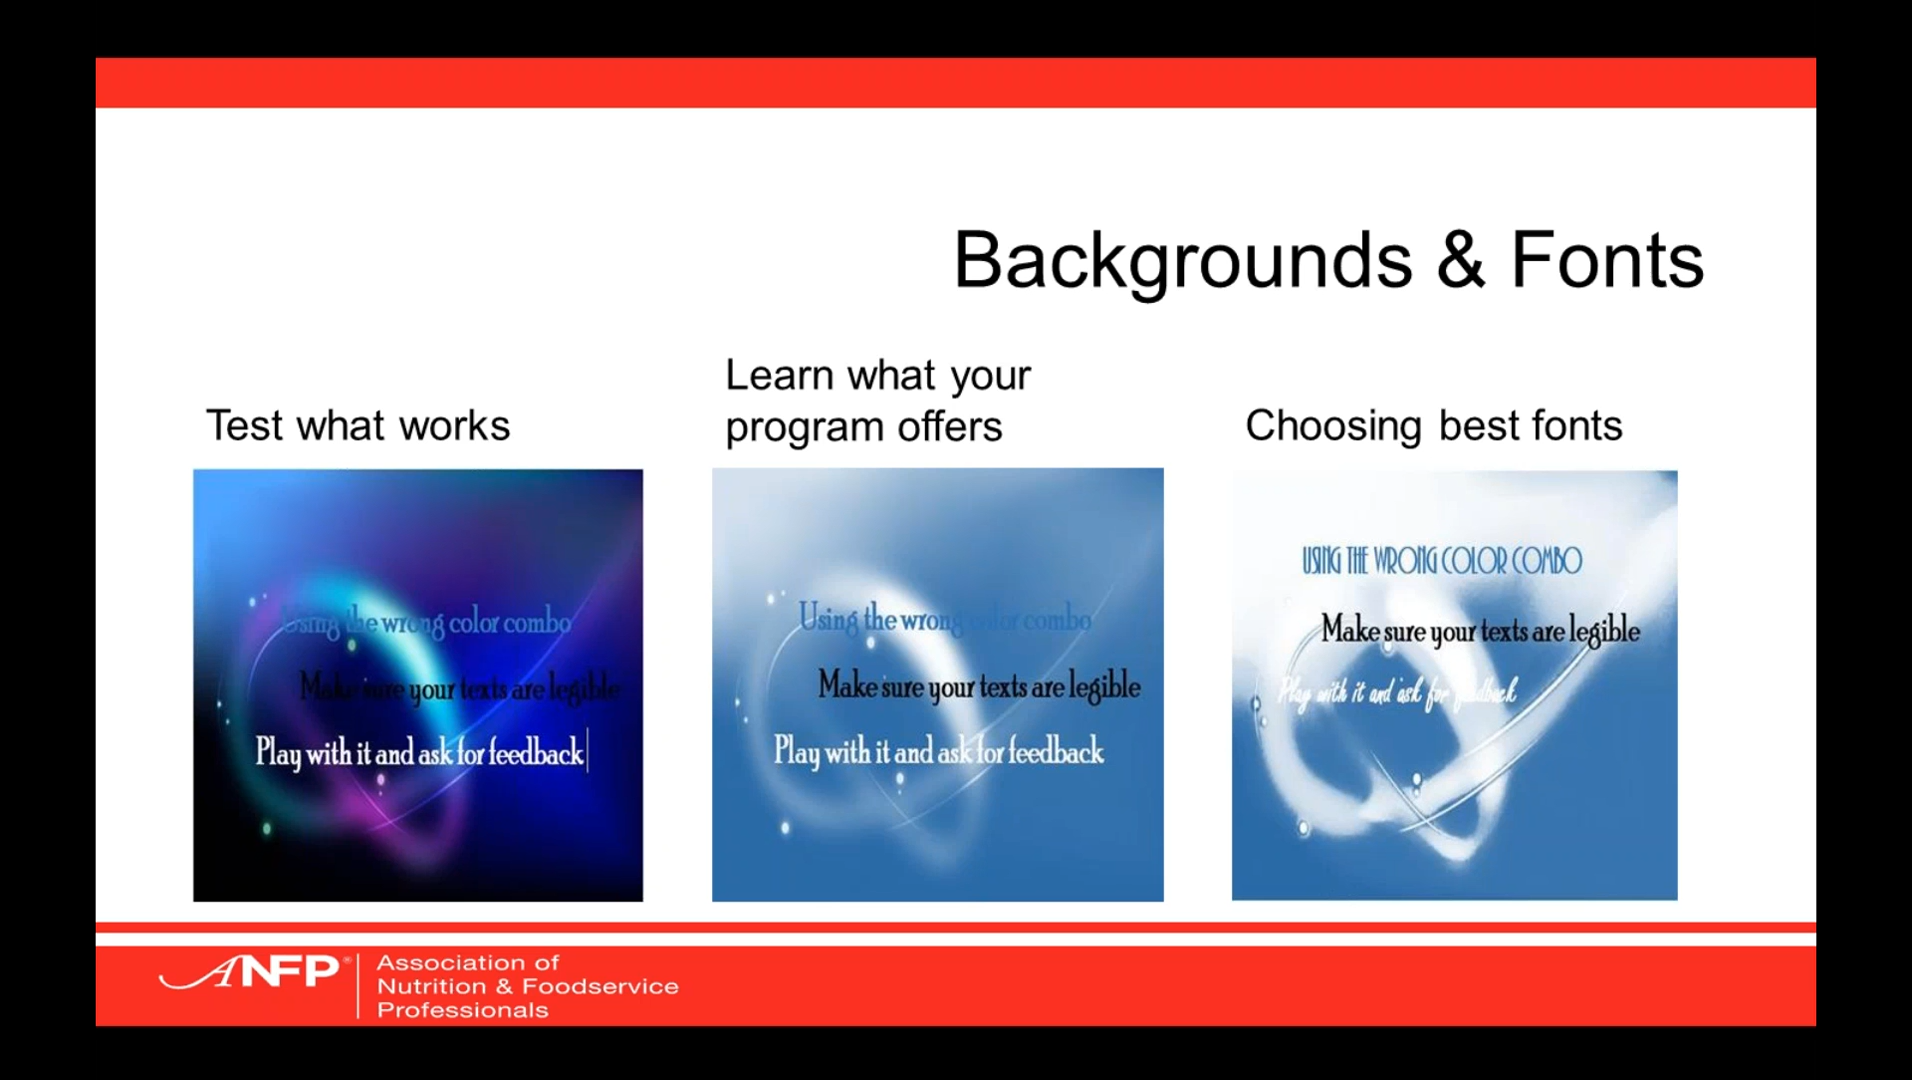 Backgrounds & Fonts
Test what works
Using the wrong color combo
Make sure your texts are legible
Play with it and ask for feedback
Learn what your
program offers
Using the wrong color combo
Make sure your texts are legible
Play with it and ask for feedback
Choosing best fonts
USING THE WRONG COLOR COMBO
Make sure your texts are legible
Play with it and ask for feedback
ANFP®
Association of
Nutrition & Foodservice
Professionals